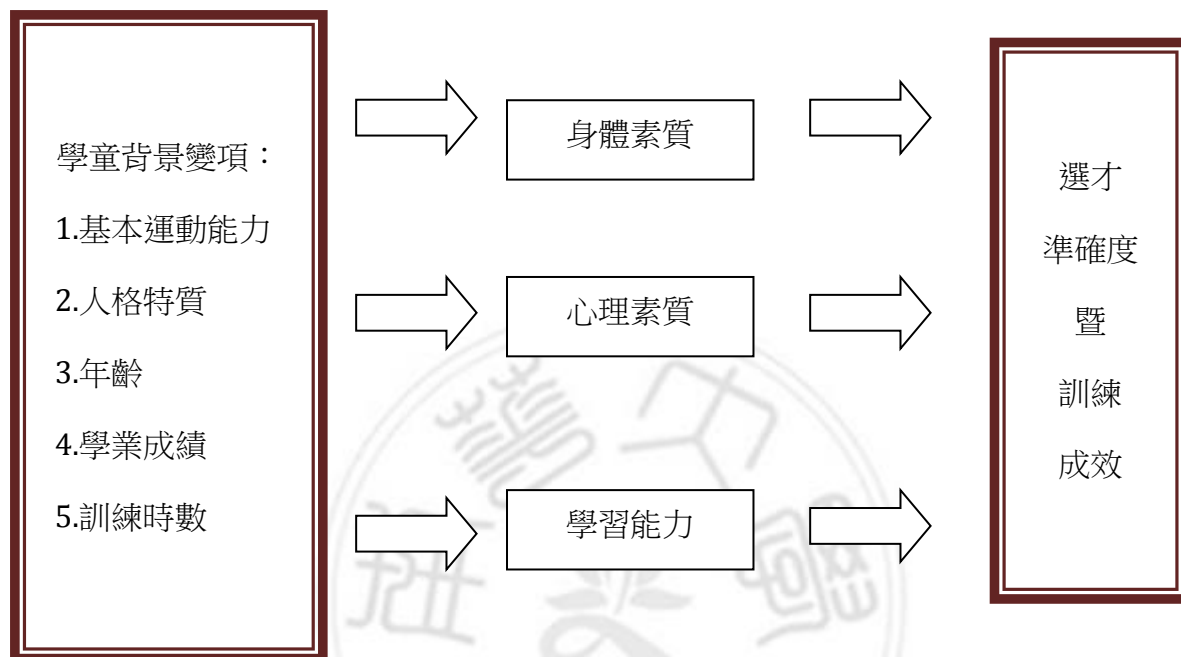 學童背景變項：
1.基本運動能力
2.人格特質
3.年齡
4.學業成績
5.訓練時數
身體素質
心理素質
學習能力
選才
準確度
暨
訓練
成效